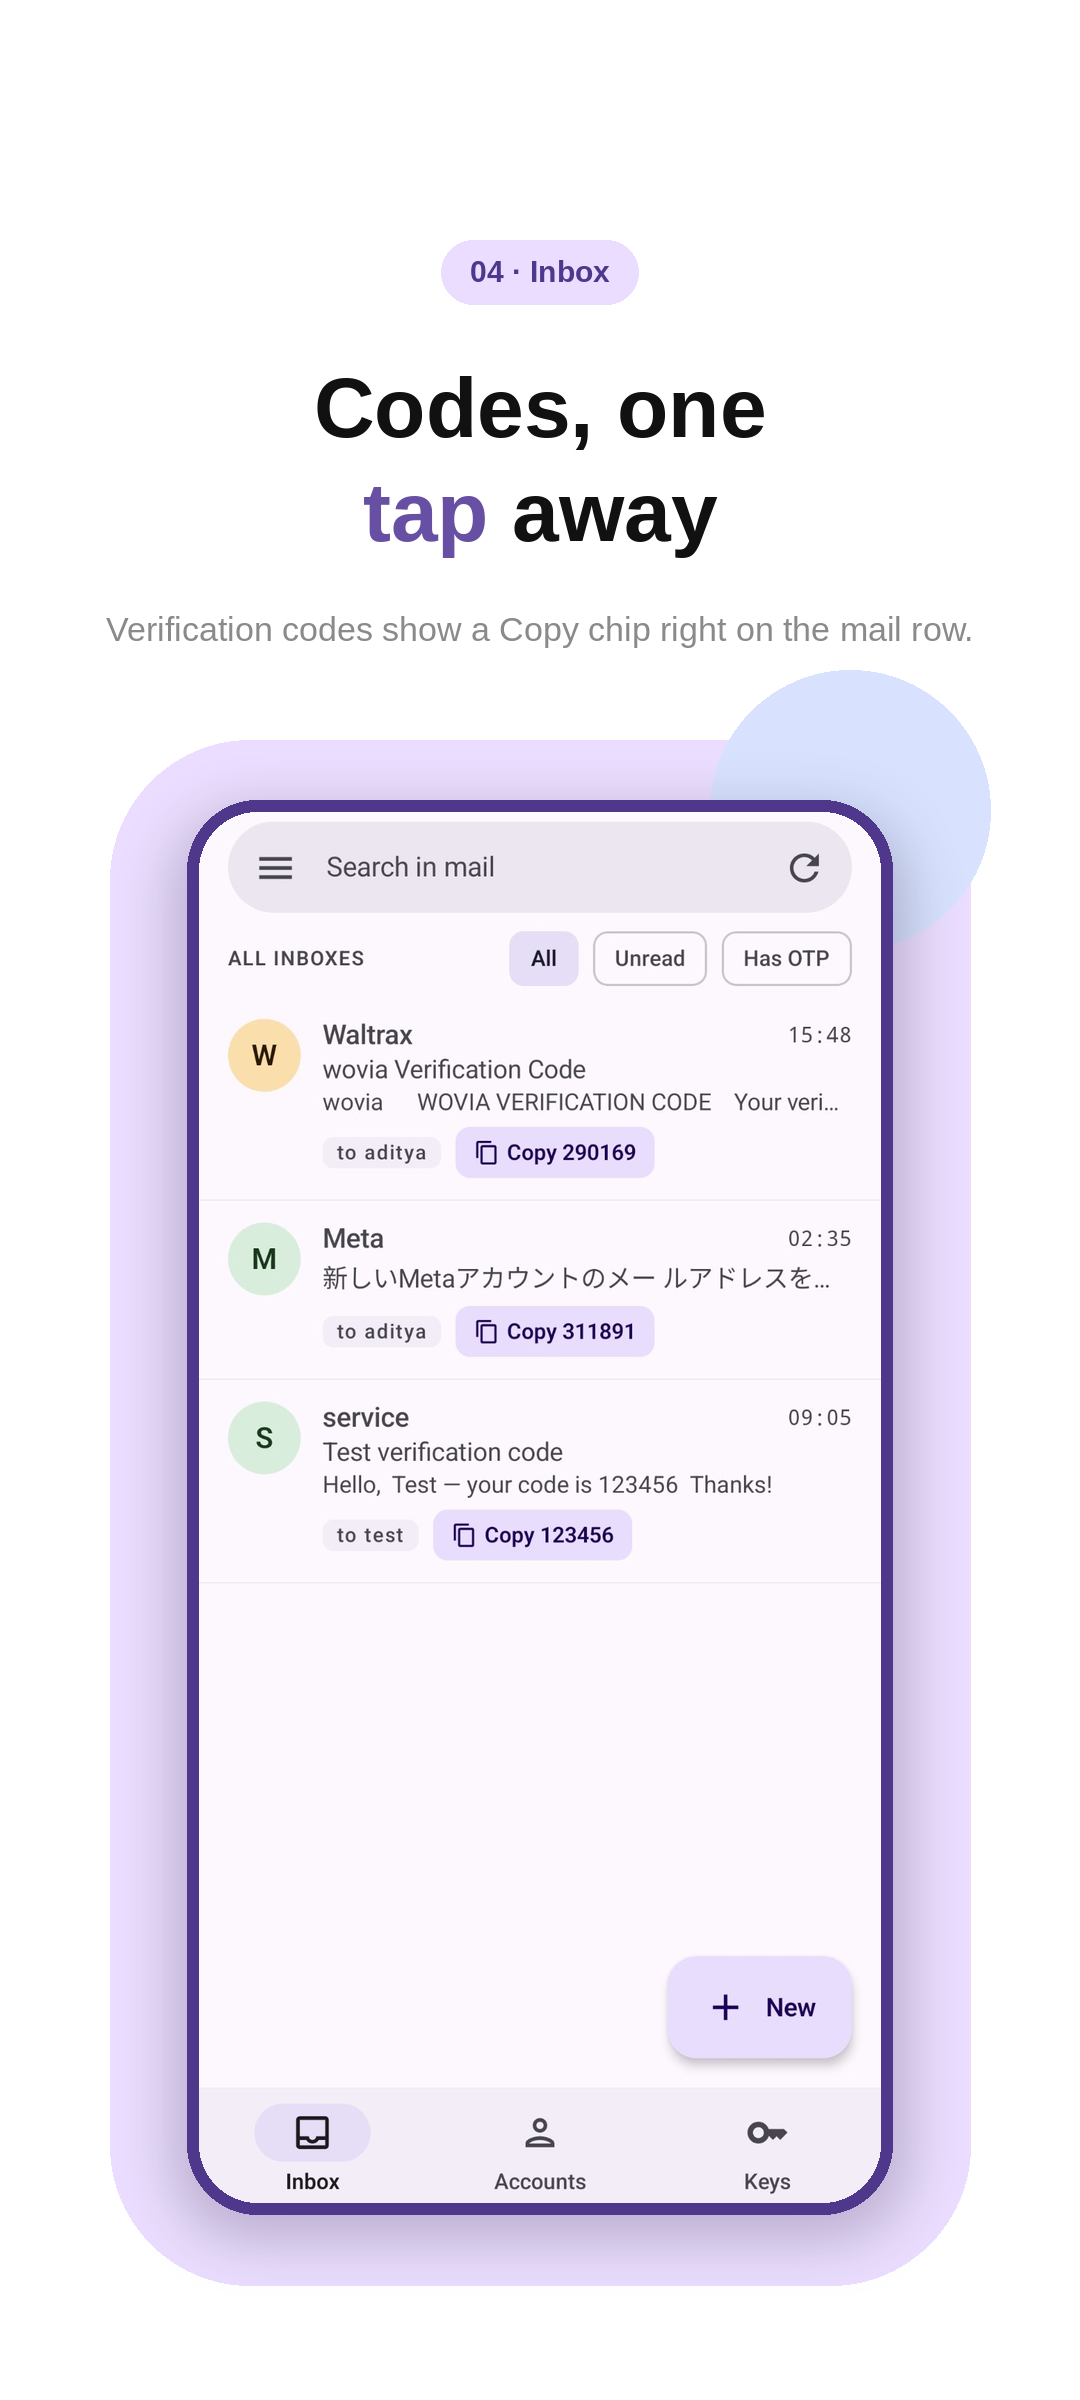 04 · Inbox
Codes, one
tap away
Verification codes show a Copy chip right on the mail row.
Search in mail
ALL INBOXES
All
Unread
Has OTP
W
Waltrax
15:48
wovia Verification Code
wovia WOVIA VERIFICATION CODE Your veri…
to aditya
Copy 290169
M
Meta
02:35
新しいMetaアカウントのメー ルアドレスを…
to aditya
Copy 311891
S
service
09:05
Test verification code
Hello, Test — your code is 123456 Thanks!
to test
Copy 123456
New
Inbox
Accounts
Keys